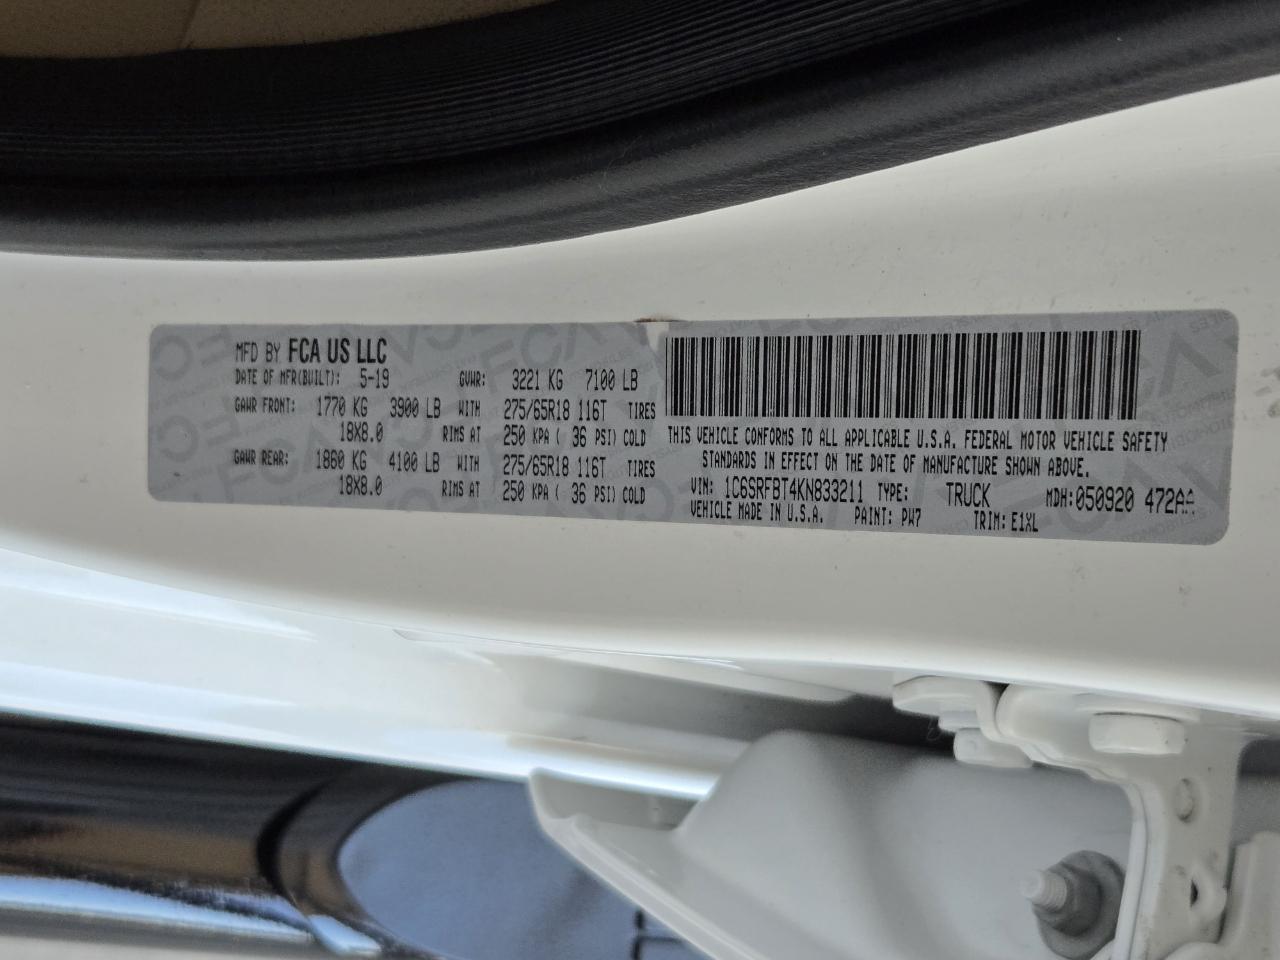 MFD BY FCA US LLC
DATE OF MFR(BUILT): 5-19 GVWR: 3221 KG 7100 LB
GAWR FRONT: 1770 KG 3900 LB WITH 275/65R18 116T TIRES
18X8.0 RIMS AT 250 KPA ( 36 PSI) COLD
GAWR REAR: 1860 KG 4100 LB WITH 275/65R18 116T TIRES
18X8.0 RIMS AT 250 KPA ( 36 PSI) COLD
THIS VEHICLE CONFORMS TO ALL APPLICABLE U.S.A. FEDERAL MOTOR VEHICLE SAFETY
STANDARDS IN EFFECT ON THE DATE OF MANUFACTURE SHOWN ABOVE.
VIN: 1C6SRFBT4KN833211 TYPE: TRUCK MDH:050920 472AA
VEHICLE MADE IN U.S.A. PAINT: PW7 TRIM: E1XL